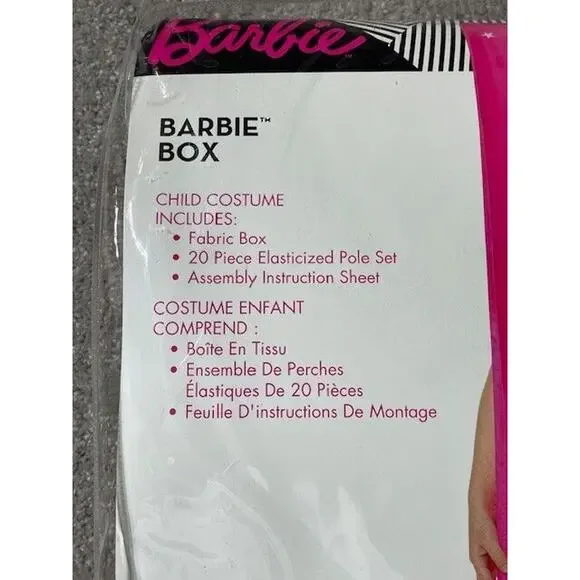 Barbie
BARBIE™
BOX
CHILD COSTUME
INCLUDES:
• Fabric Box
• 20 Piece Elasticized Pole Set
• Assembly Instruction Sheet
COSTUME ENFANT
COMPREND :
• Boîte En Tissu
• Ensemble De Perches
Élastiques De 20 Pièces
• Feuille D'instructions De Montage